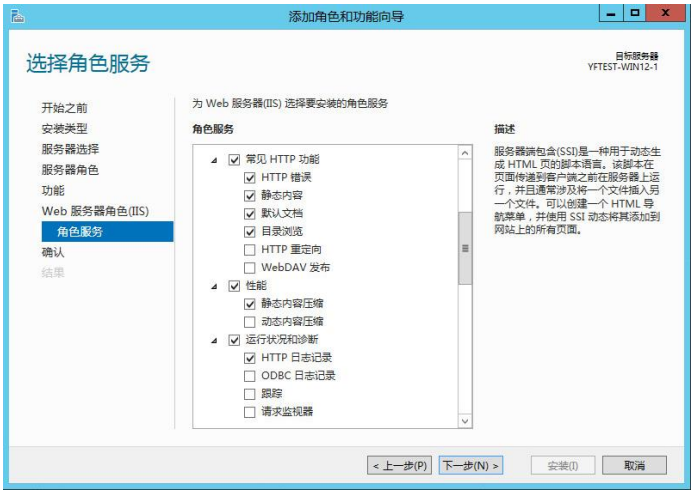 添加角色和功能向导
选择角色服务
目标服务器
YFTEST-WIN12-1
开始之前
安装类型
服务器选择
服务器角色
功能
Web 服务器角色(IIS)
角色服务
确认
结果
为 Web 服务器(IIS) 选择要安装的角色服务
角色服务
常见 HTTP 功能
HTTP 错误
静态内容
默认文档
目录浏览
HTTP 重定向
WebDAV 发布
性能
静态内容压缩
动态内容压缩
运行状况和诊断
HTTP 日志记录
ODBC 日志记录
跟踪
请求监视器
描述
服务器端包含(SSI)是一种用于动态生
成 HTML 页的脚本语言。该脚本在
页面传递到客户端之前在服务器上运
行，并且通常涉及将一个文件插入另
一个文件。可以创建一个 HTML 导
航菜单，并使用 SSI 动态将其添加到
网站上的所有页面。
< 上一步(P)
下一步(N) >
安装(I)
取消